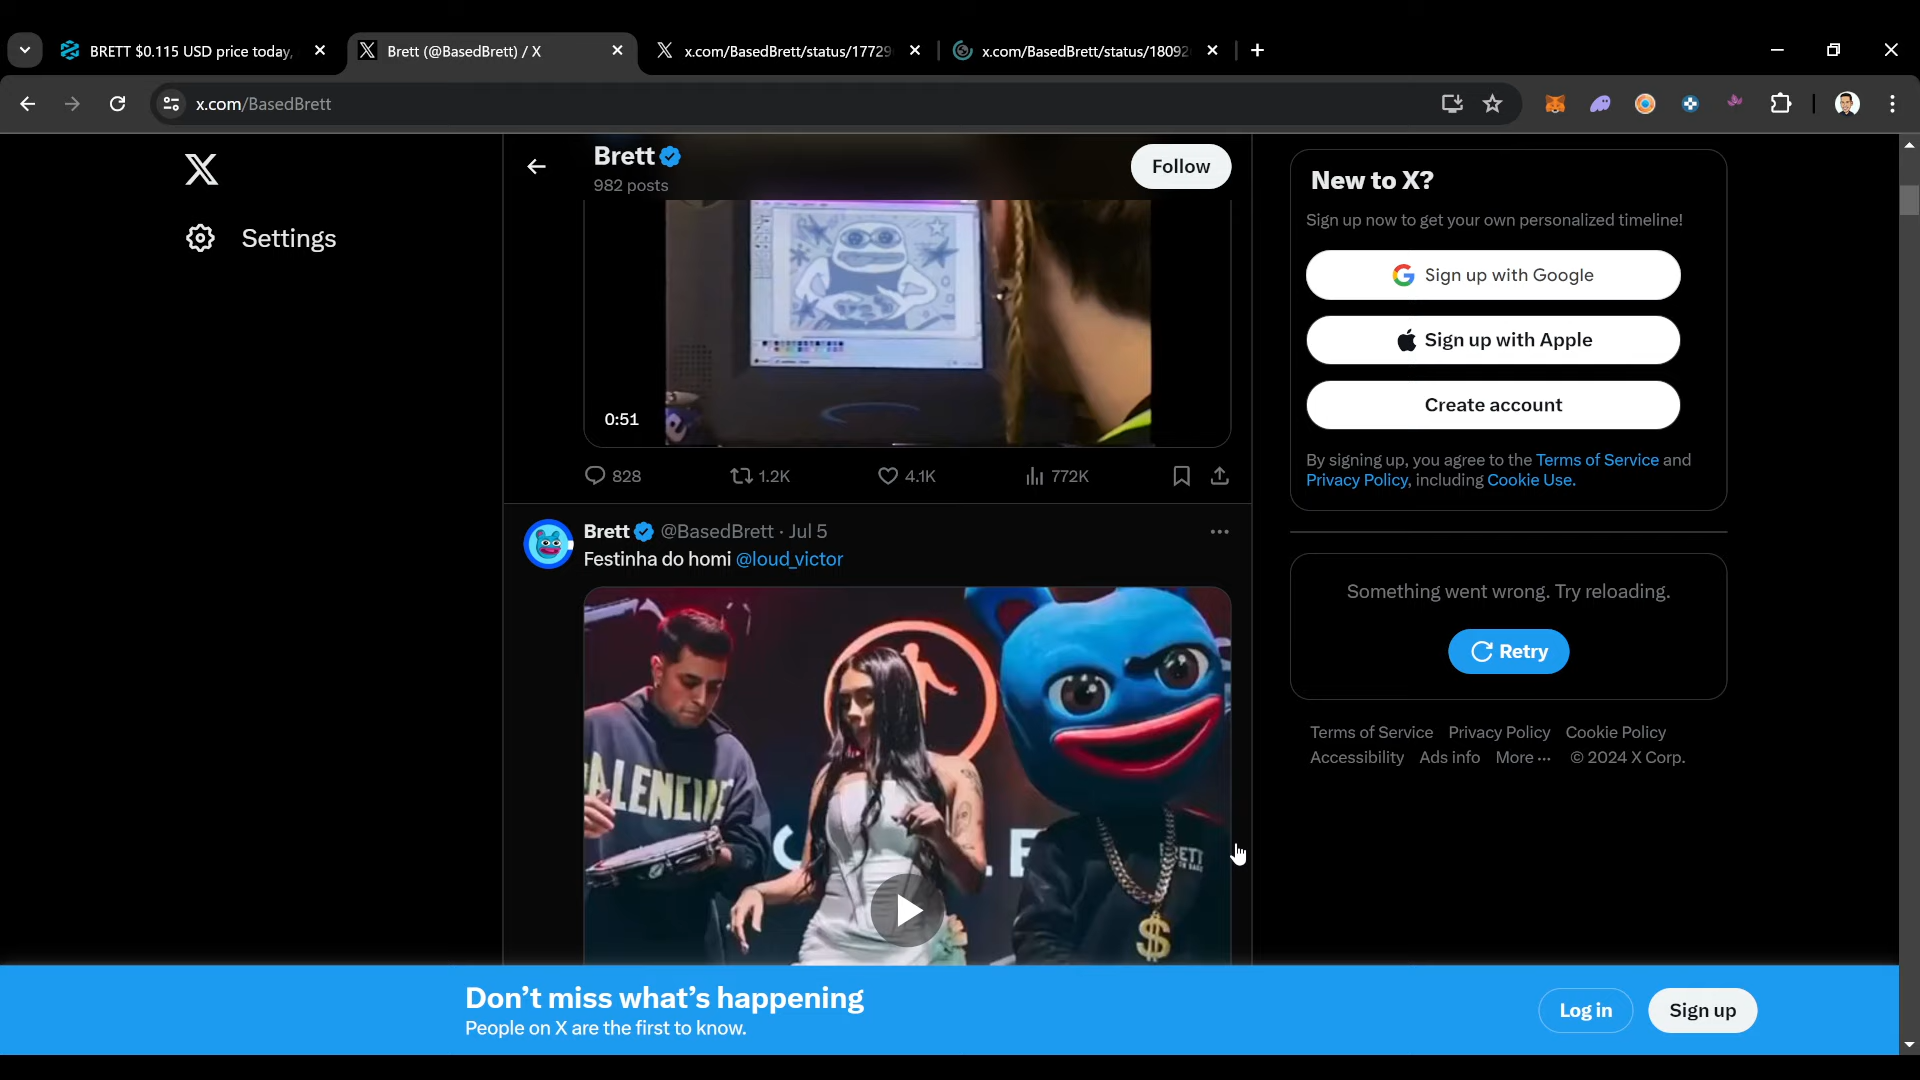 BRETT $0.115 USD price today,
Brett (@BasedBrett) / X
x.com/BasedBrett/status/17729
x.com/BasedBrett/status/18092
x.com/BasedBrett
Brett
982 posts
Follow
Settings
0:51
828
1.2K
4.1K
772K
Brett @BasedBrett · Jul 5
Festinha do homi @loud_victor
BRETT
New to X?
Sign up now to get your own personalized timeline!
Sign up with Google
Sign up with Apple
Create account
By signing up, you agree to the Terms of Service and
Privacy Policy, including Cookie Use.
Something went wrong. Try reloading.
Retry
Terms of Service Privacy Policy Cookie Policy
Accessibility Ads info More ··· © 2024 X Corp.
Don’t miss what’s happening
People on X are the first to know.
Log in
Sign up